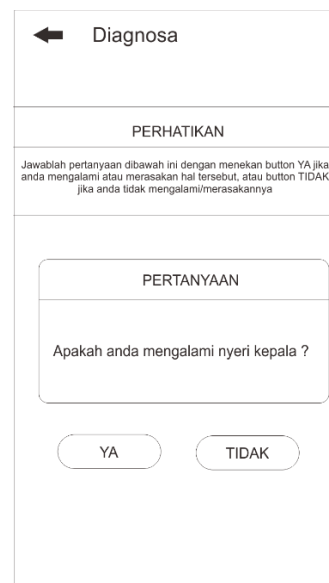 Diagnosa
PERHATIKAN
Jawablah pertanyaan dibawah ini dengan menekan button YA jika
anda mengalami atau merasakan hal tersebut, atau button TIDAK
jika anda tidak mengalami/merasakannya
PERTANYAAN
Apakah anda mengalami nyeri kepala ?
YA
TIDAK